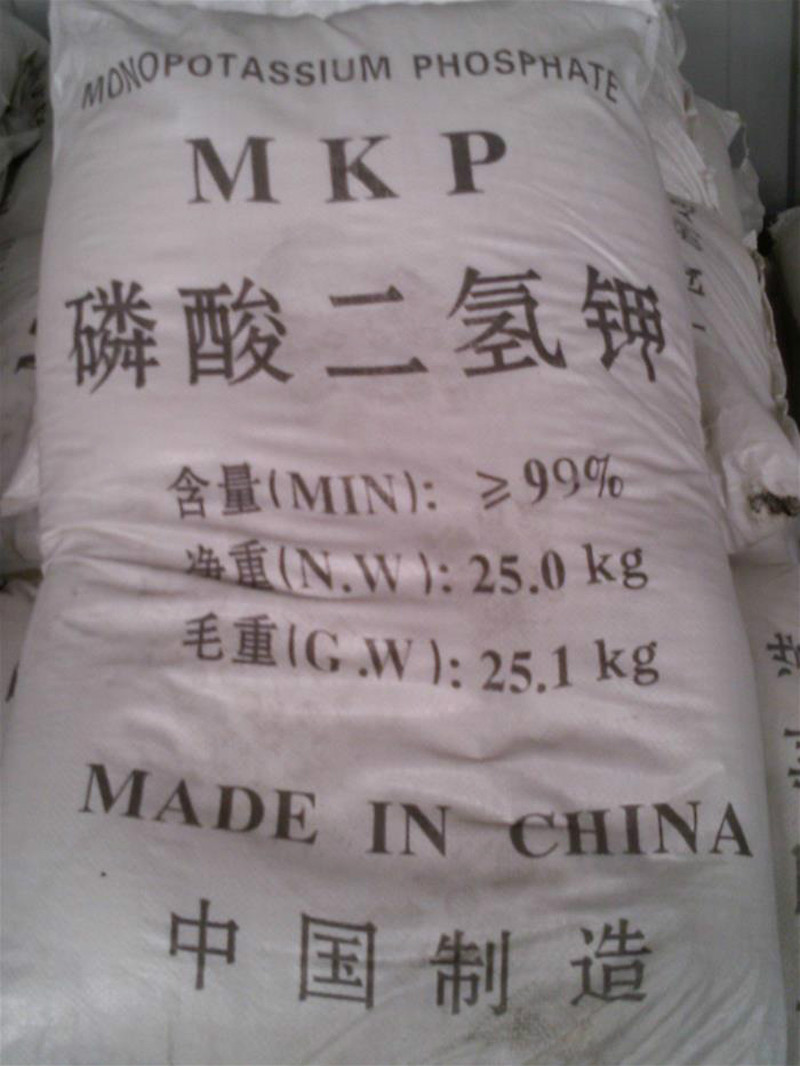 MONOPOTASSIUM PHOSPHATE
MKP
磷酸二氢钾
含量(MIN): ≥99%
净重(N.W): 25.0 kg
毛重(G.W): 25.1 kg
MADE IN CHINA
中国制造
造